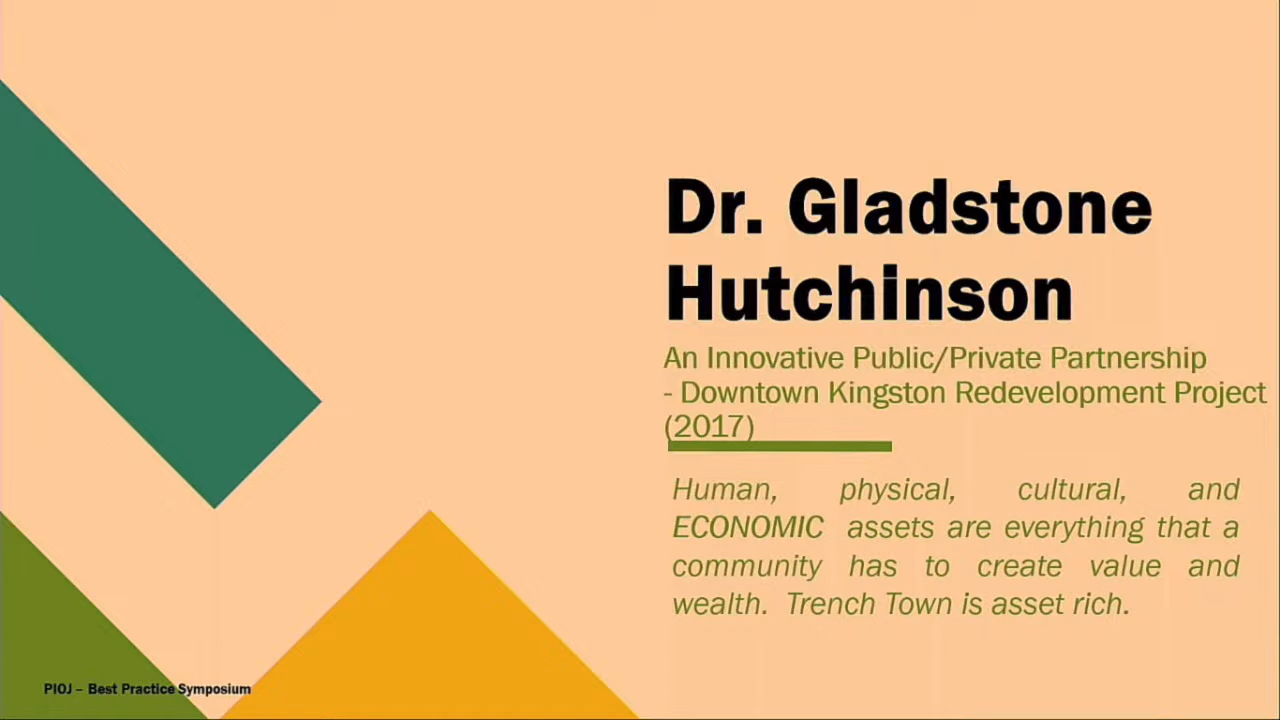 Dr. Gladstone
Hutchinson
An Innovative Public/Private Partnership
- Downtown Kingston Redevelopment Project
(2017)
Human, physical, cultural, and
ECONOMIC assets are everything that a
community has to create value and
wealth. Trench Town is asset rich.
PIOJ – Best Practice Symposium